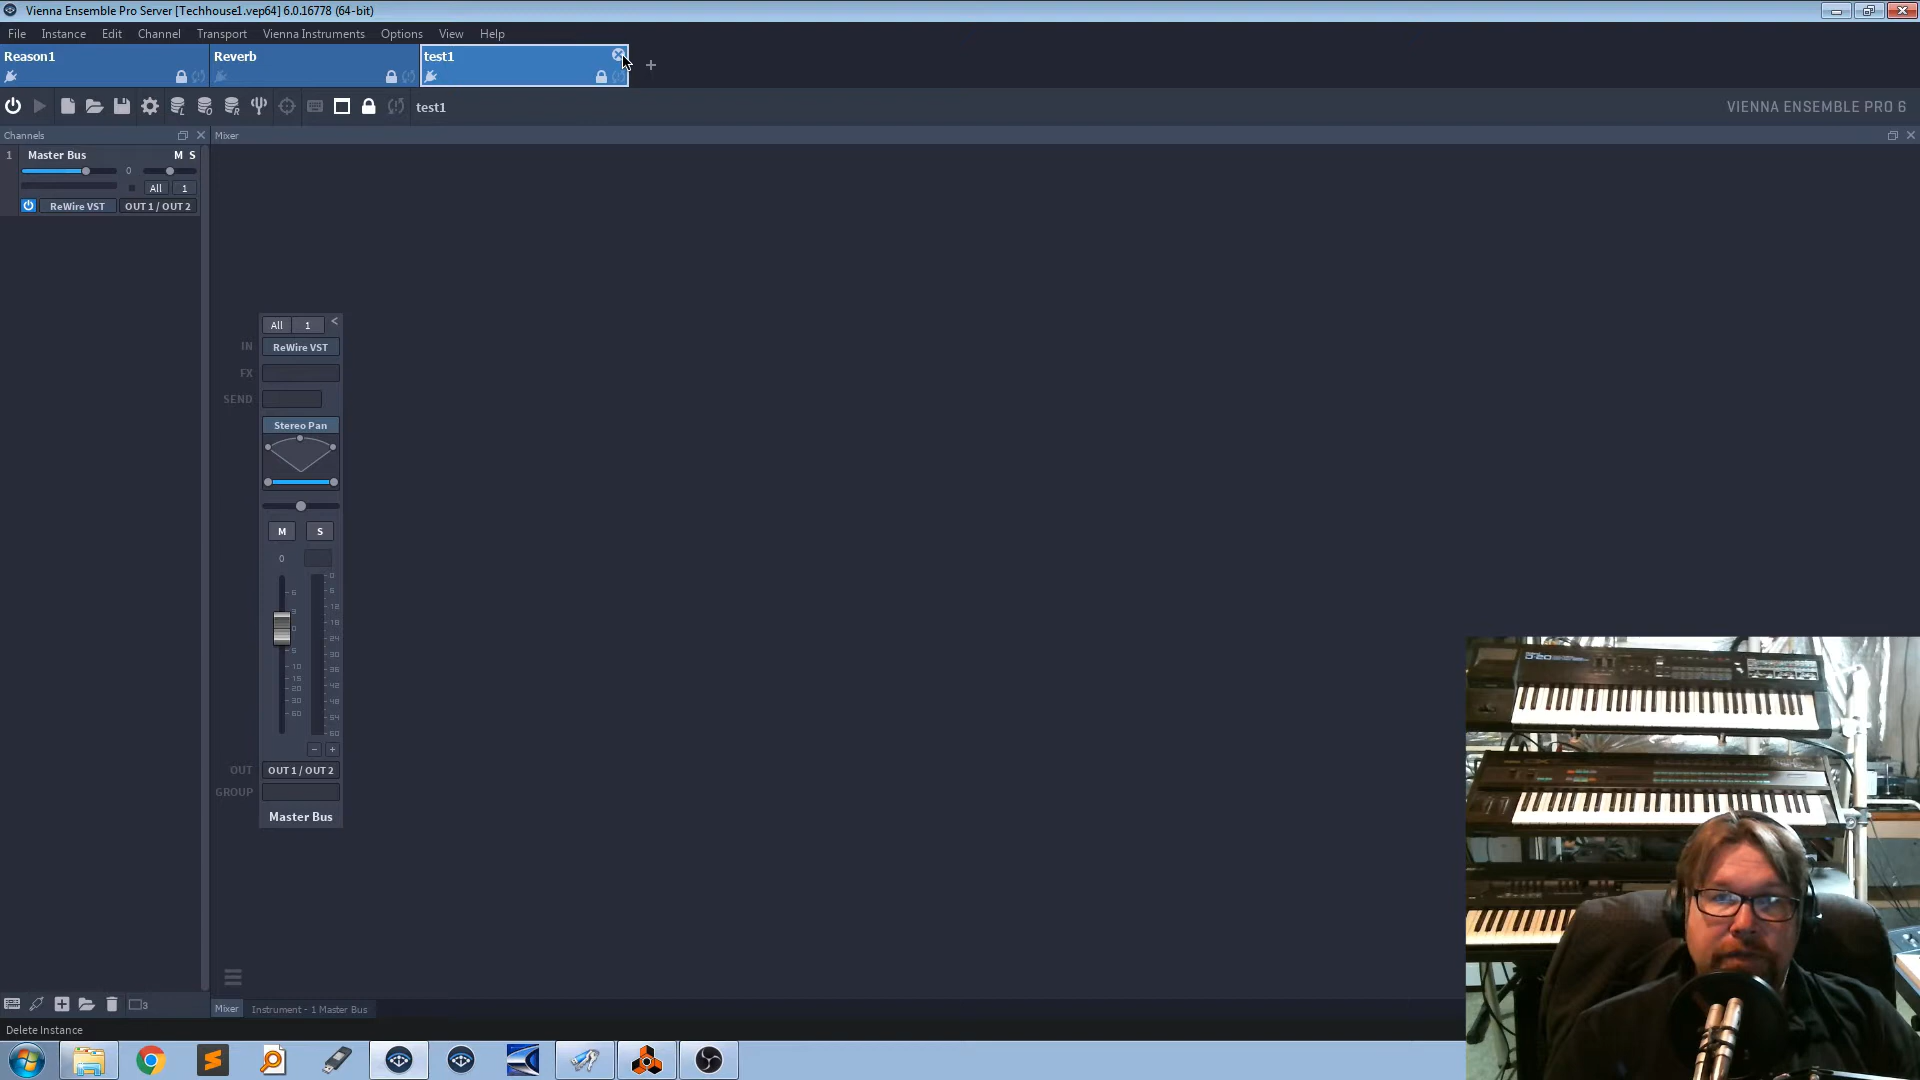 Vienna Ensemble Pro Server [Techhouse1.vep64] 6.0.16778 (64-bit)
File Instance Edit Channel Transport Vienna Instruments Options View Help
Reason1 Reverb test1
test1 VIENNA ENSEMBLE PRO 6
Channels Mixer
1 Master Bus M S
0
All 1
ReWire VST OUT 1 / OUT 2
All 1 <
IN ReWire VST
FX
SEND
Stereo Pan
M S
0
OUT OUT 1 / OUT 2
GROUP
Master Bus
3 Mixer Instrument - 1 Master Bus
Delete Instance